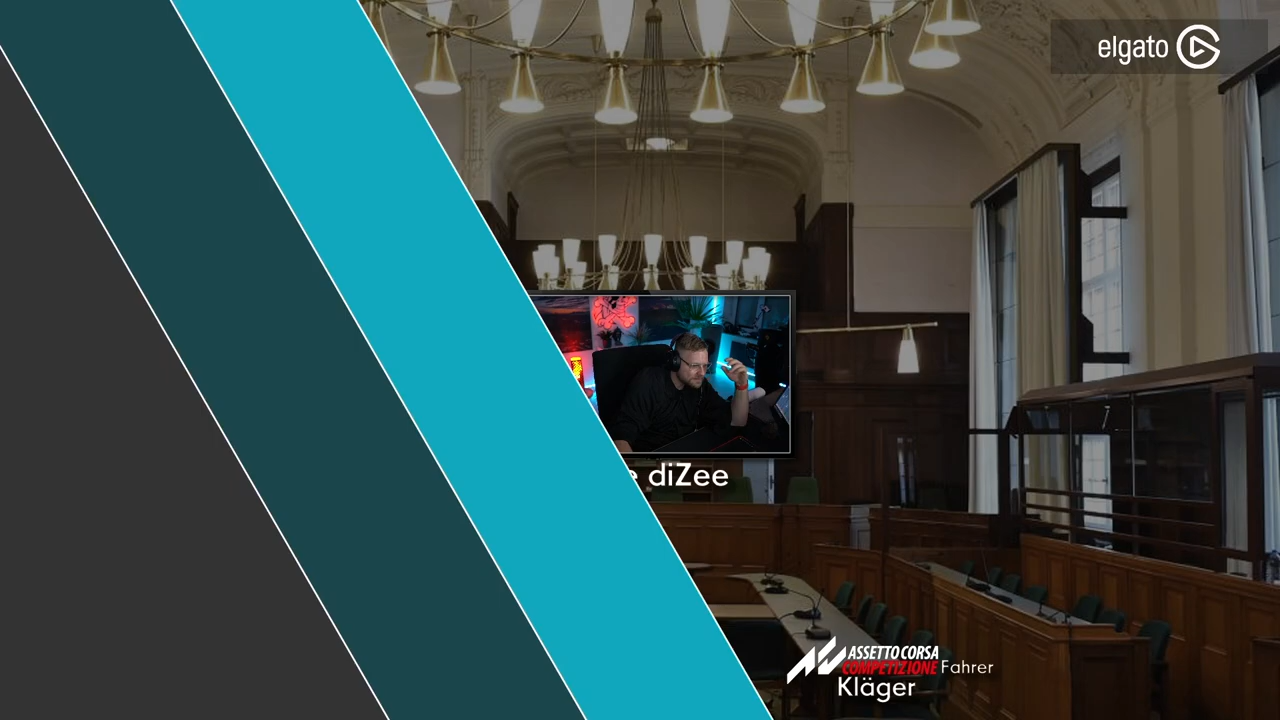 elgato
diZee
ASSETTO CORSA
COMPETIZIONE Fahrer
Kläger